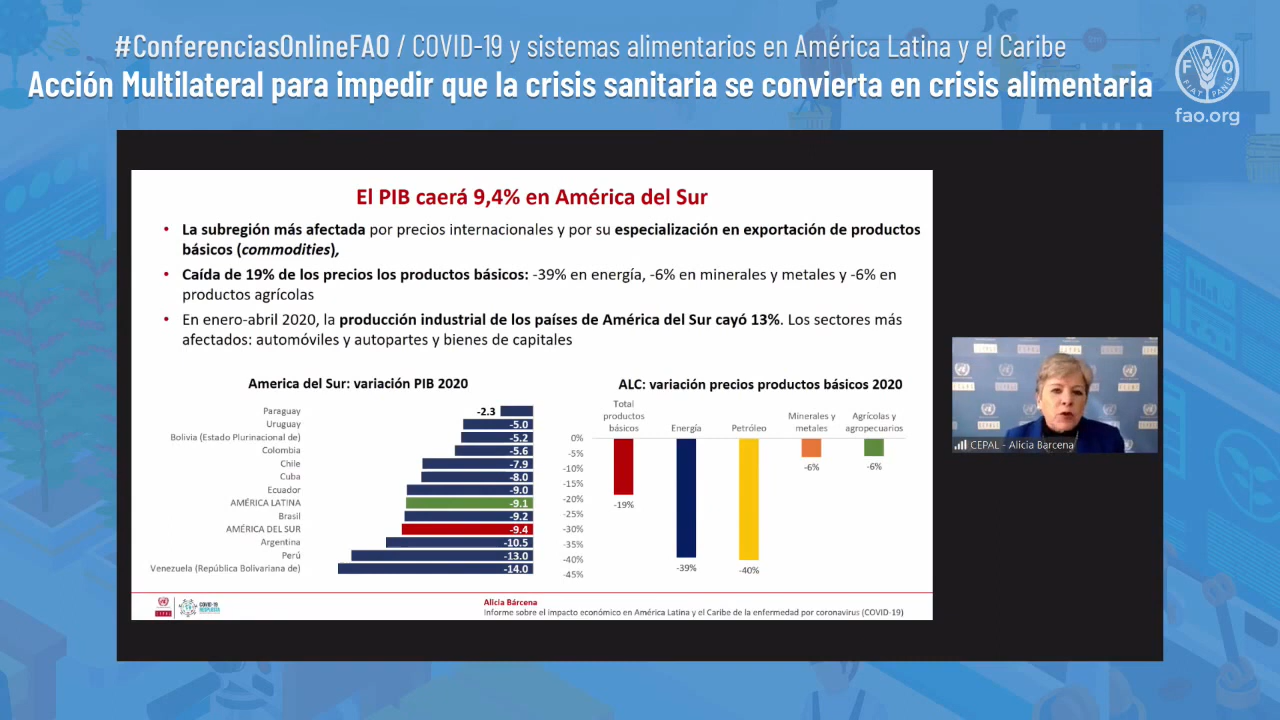 #ConferenciasOnlineFAO / COVID-19 y sistemas alimentarios en América Latina y el Caribe
Acción Multilateral para impedir que la crisis sanitaria se convierta en crisis alimentaria
FAO
FIAT PANIS
fao.org
El PIB caerá 9,4% en América del Sur
• La subregión más afectada por precios internacionales y por su especialización en exportación de productos
básicos (commodities),
• Caída de 19% de los precios los productos básicos: -39% en energía, -6% en minerales y metales y -6% en
productos agrícolas
• En enero-abril 2020, la producción industrial de los países de América del Sur cayó 13%. Los sectores más
afectados: automóviles y autopartes y bienes de capitales
America del Sur: variación PIB 2020
Paraguay -2.3
Uruguay -5.0
Bolivia (Estado Plurinacional de) -5.2
Colombia -5.6
Chile -7.9
Cuba -8.0
Ecuador -9.0
AMÉRICA LATINA -9.1
Brasil -9.2
AMÉRICA DEL SUR -9.4
Argentina -10.5
Perú -13.0
Venezuela (República Bolivariana de) -14.0
ALC: variación precios productos básicos 2020
Total
productos
básicos
Energía
Petróleo
Minerales y
metales
Agrícolas y
agropecuarios
0%
-5%
-10%
-15%
-20%
-25%
-30%
-35%
-40%
-45%
-19%
-39%
-40%
-6%
-6%
CEPAL
COVID-19
RESPUESTA
Alicia Bárcena
Informe sobre el impacto económico en América Latina y el Caribe de la enfermedad por coronavirus (COVID-19)
CEPAL - Alicia Barcena